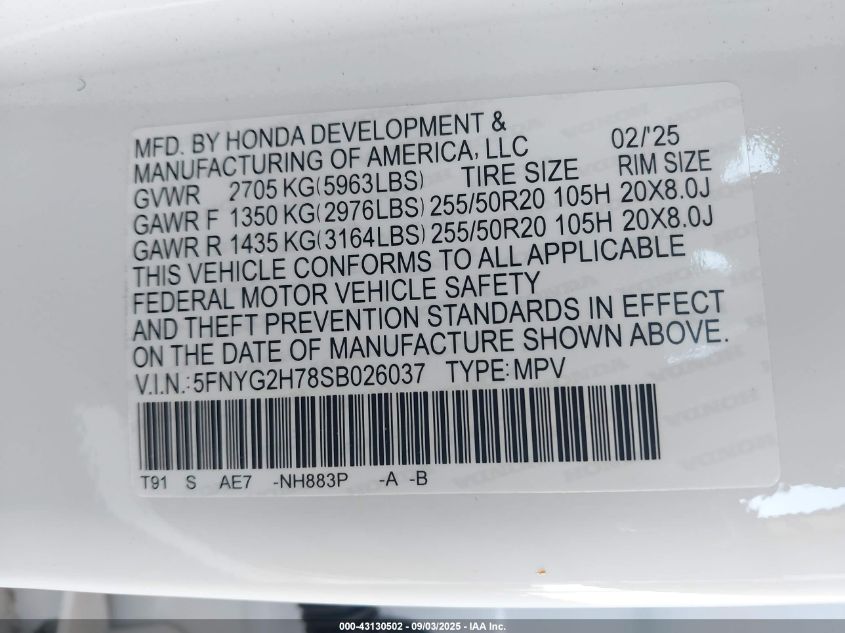 MFD. BY HONDA DEVELOPMENT &
MANUFACTURING OF AMERICA, LLC 02/'25
GVWR 2705 KG(5963LBS) TIRE SIZE RIM SIZE
GAWR F 1350 KG(2976LBS) 255/50R20 105H 20X8.0J
GAWR R 1435 KG(3164LBS) 255/50R20 105H 20X8.0J
THIS VEHICLE CONFORMS TO ALL APPLICABLE
FEDERAL MOTOR VEHICLE SAFETY
AND THEFT PREVENTION STANDARDS IN EFFECT
ON THE DATE OF MANUFACTURE SHOWN ABOVE.
V.I.N.:5FNYG2H78SB026037 TYPE:MPV
T91 S AE7 -NH883P -A -B
000-43130502 - 09/03/2025 - IAA Inc.